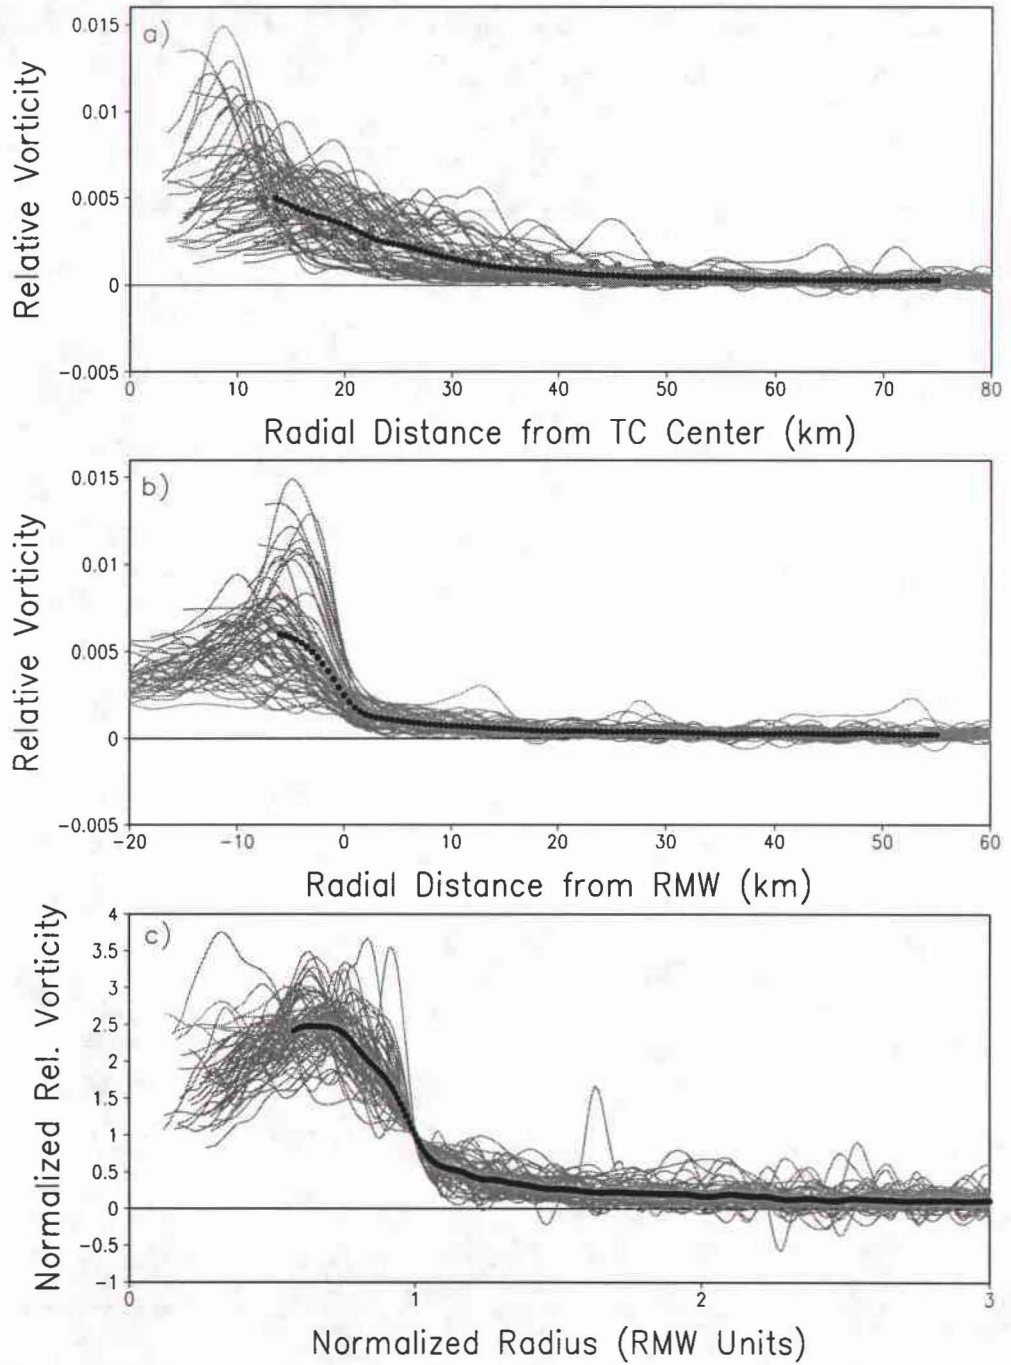 0.015
a)
0.01
0.005
0
-0.005
Relative Vorticity
0 10 20 30 40 50 60 70 80
Radial Distance from TC Center (km)
0.015
b)
0.01
0.005
0
-0.005
Relative Vorticity
-20 -10 0 10 20 30 40 50 60
Radial Distance from RMW (km)
4
c)
3.5
3
2.5
2
1.5
1
0.5
0
-0.5
-1
Normalized Rel. Vorticity
0 1 2 3
Normalized Radius (RMW Units)